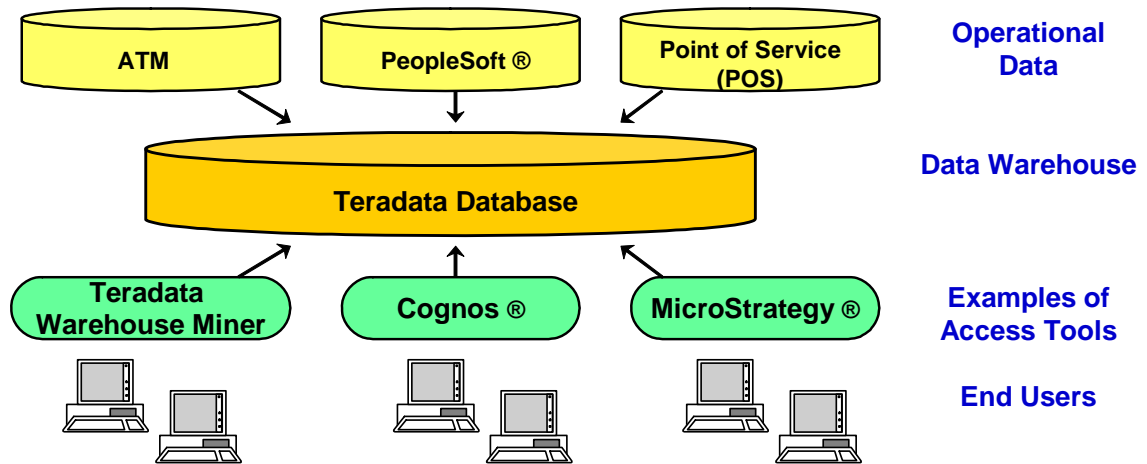 ATM
PeopleSoft ®
Point of Service
(POS)
Operational
Data
Teradata Database
Data Warehouse
Teradata
Warehouse Miner
Cognos ®
MicroStrategy ®
Examples of
Access Tools
End Users